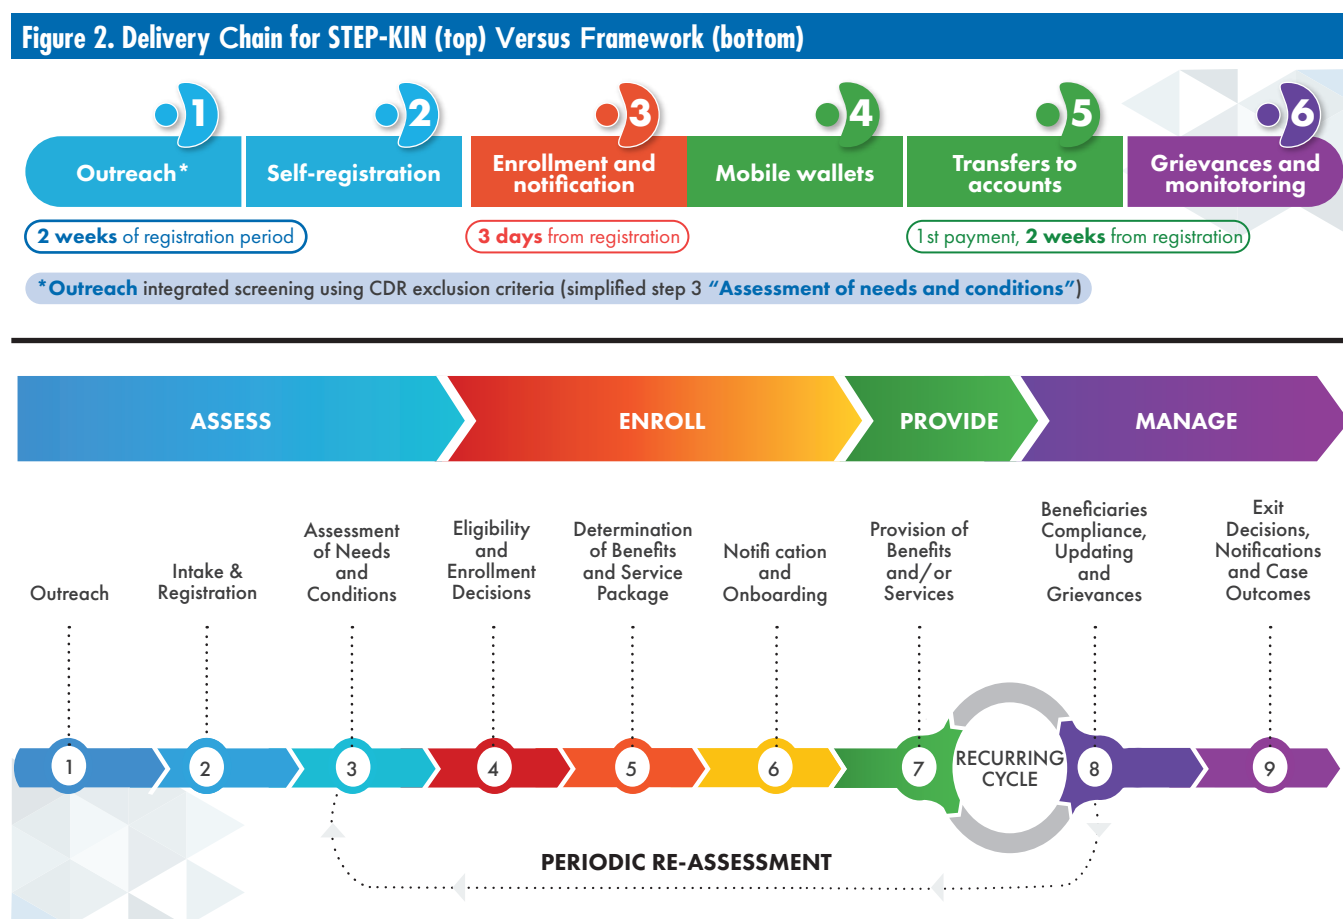 Figure 2. Delivery Chain for STEP-KIN (top) Versus Framework (bottom)
1
2
3
4
5
6
Outreach*
Self-registration
Enrollment and
notification
Mobile wallets
Transfers to
accounts
Grievances and
monitotoring
2 weeks of registration period
3 days from registration
1st payment, 2 weeks from registration
*Outreach integrated screening using CDR exclusion criteria (simplified step 3 “Assessment of needs and conditions”)
ASSESS
ENROLL
PROVIDE
MANAGE
Outreach
Intake &
Registration
Assessment
of Needs
and
Conditions
Eligibility
and
Enrollment
Decisions
Determination
of Benefits
and Service
Package
Notifi cation
and
Onboarding
Provision of
Benefits
and/or
Services
Beneficiaries
Compliance,
Updating
and
Grievances
Exit
Decisions,
Notifications
and Case
Outcomes
1
2
3
4
5
6
7
RECURRING
CYCLE
8
9
PERIODIC RE-ASSESSMENT